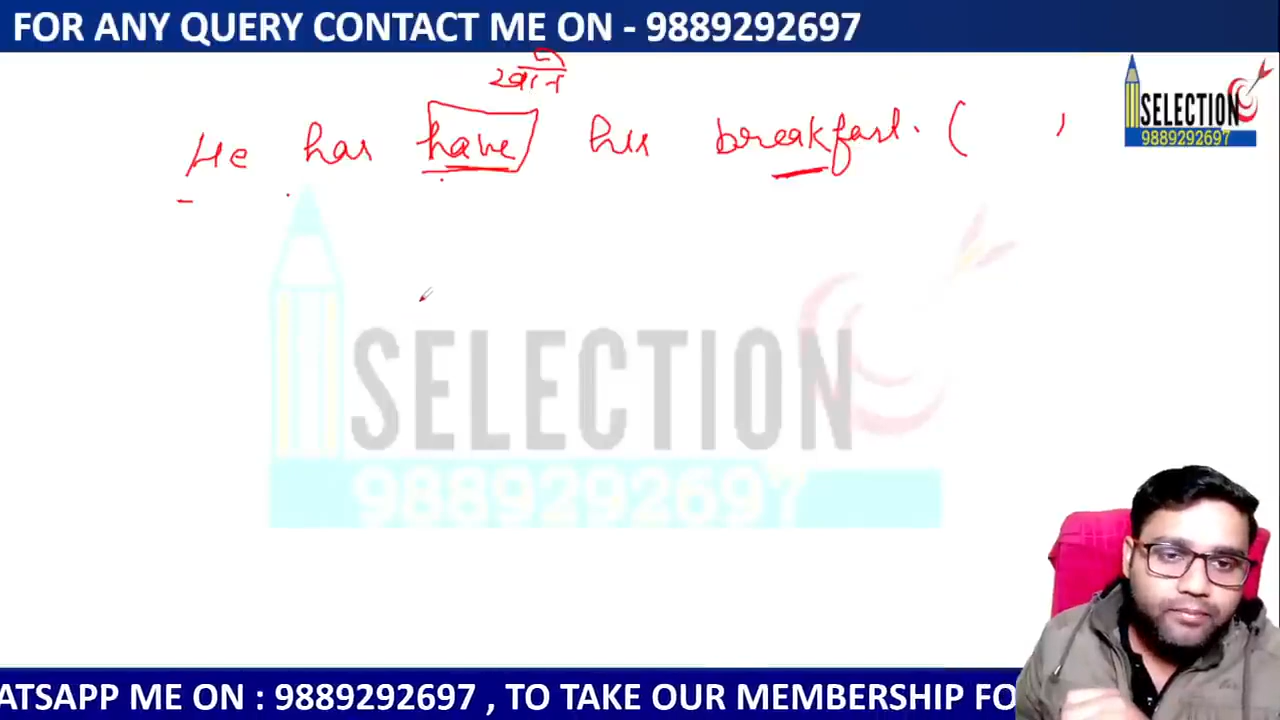 FOR ANY QUERY CONTACT ME ON - 9889292697
SELECTION
9889292697
He has have his breakfast. (
SELECTION
9889292697
ATSAPP ME ON : 9889292697 , TO TAKE OUR MEMBERSHIP FO